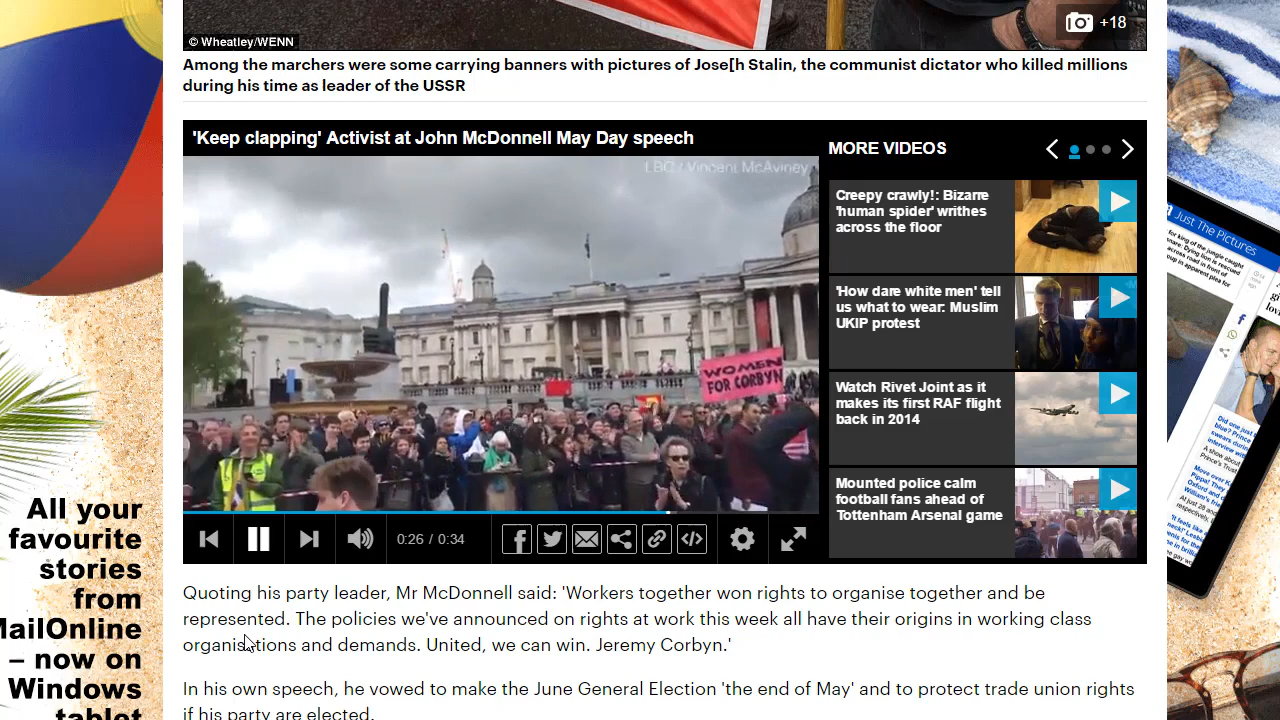 +18
© Wheatley/WENN
Among the marchers were some carrying banners with pictures of Jose[h Stalin, the communist dictator who killed millions
during his time as leader of the USSR
'Keep clapping' Activist at John McDonnell May Day speech
LBC / Vincent McAviney
WOMEN
FOR CORBYN
0:26 / 0:34
MORE VIDEOS
Creepy crawly!: Bizarre
'human spider' writhes
across the floor
'How dare white men' tell
us what to wear: Muslim
UKIP protest
Watch Rivet Joint as it
makes its first RAF flight
back in 2014
Mounted police calm
football fans ahead of
Tottenham Arsenal game
Quoting his party leader, Mr McDonnell said: 'Workers together won rights to organise together and be
represented. The policies we've announced on rights at work this week all have their origins in working class
organisations and demands. United, we can win. Jeremy Corbyn.'
In his own speech, he vowed to make the June General Election 'the end of May' and to protect trade union rights
if his party are elected.
All your
favourite
stories
from
MailOnline
– now on
Windows
tablet
Just The Pictures